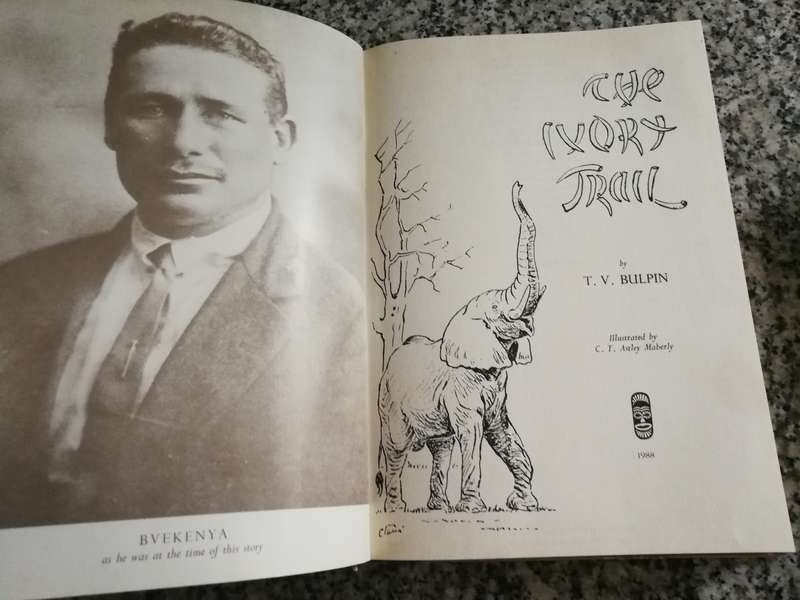 BVEKENYA
as he was at the time of this story
THE
IVORY
TRAIL
by
T. V. BULPIN
Illustrated by
C. T. Astley Maberly
1988